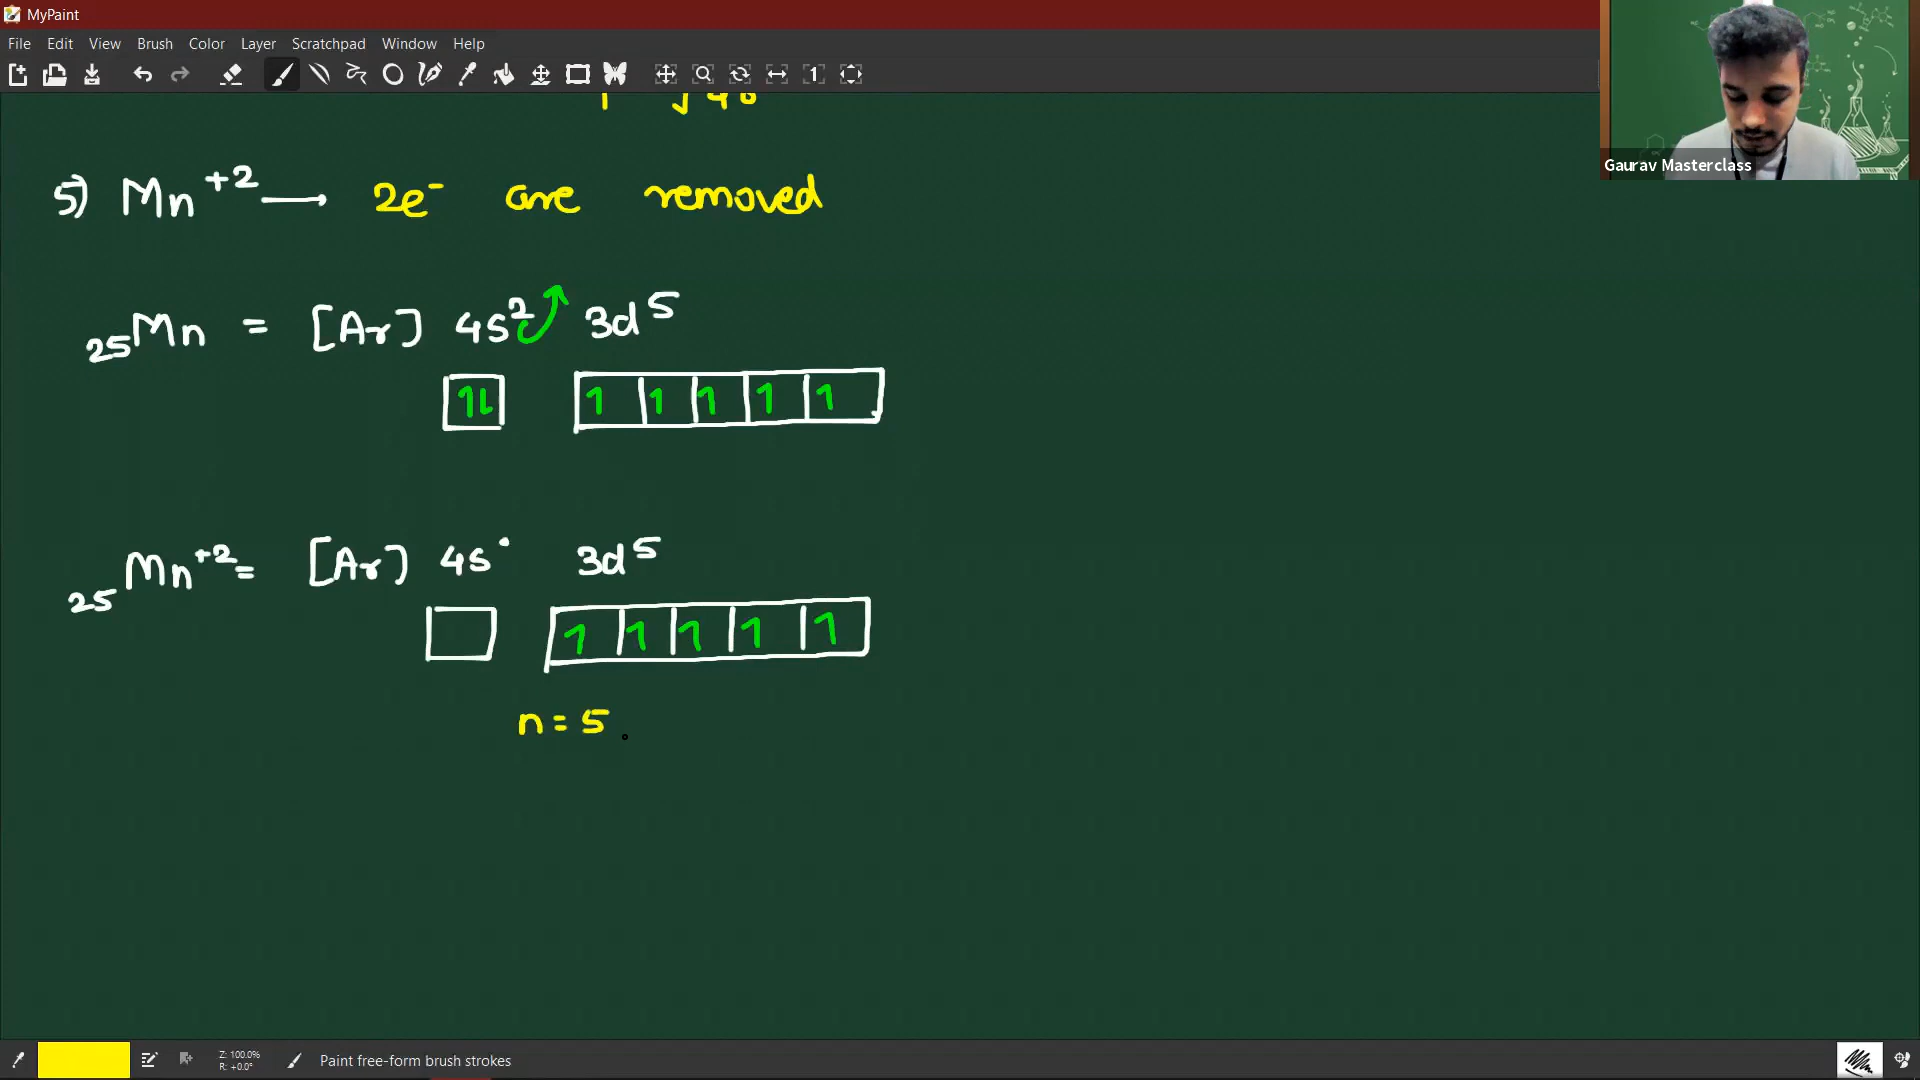 MyPaint
File Edit View Brush Color Layer Scratchpad Window Help
Gaurav Masterclass
5) Mn⁺² → 2e⁻ are removed
₂₅Mn = [Ar] 4s² 3d⁵
1l 1 1 1 1 1
₂₅Mn⁺² = [Ar] 4s° 3d⁵
1 1 1 1 1
n = 5
Z: 100.0%
R: +0.0°
Paint free-form brush strokes